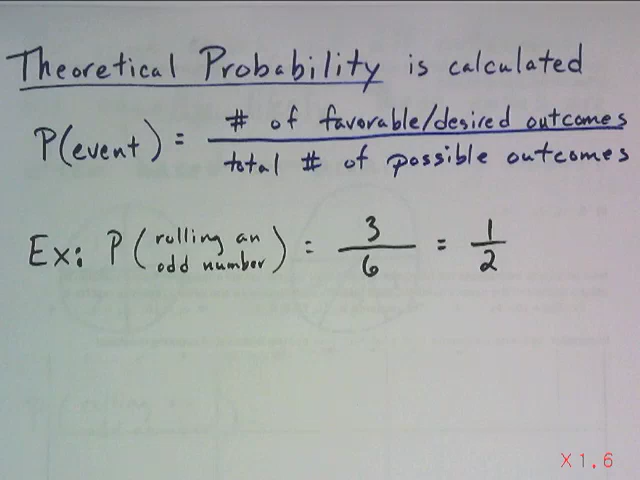 Theoretical Probability is calculated
P(event) = # of favorable/desired outcomes
total # of possible outcomes
Ex: P(rolling an odd number) = 3/6 = 1/2
X1.6